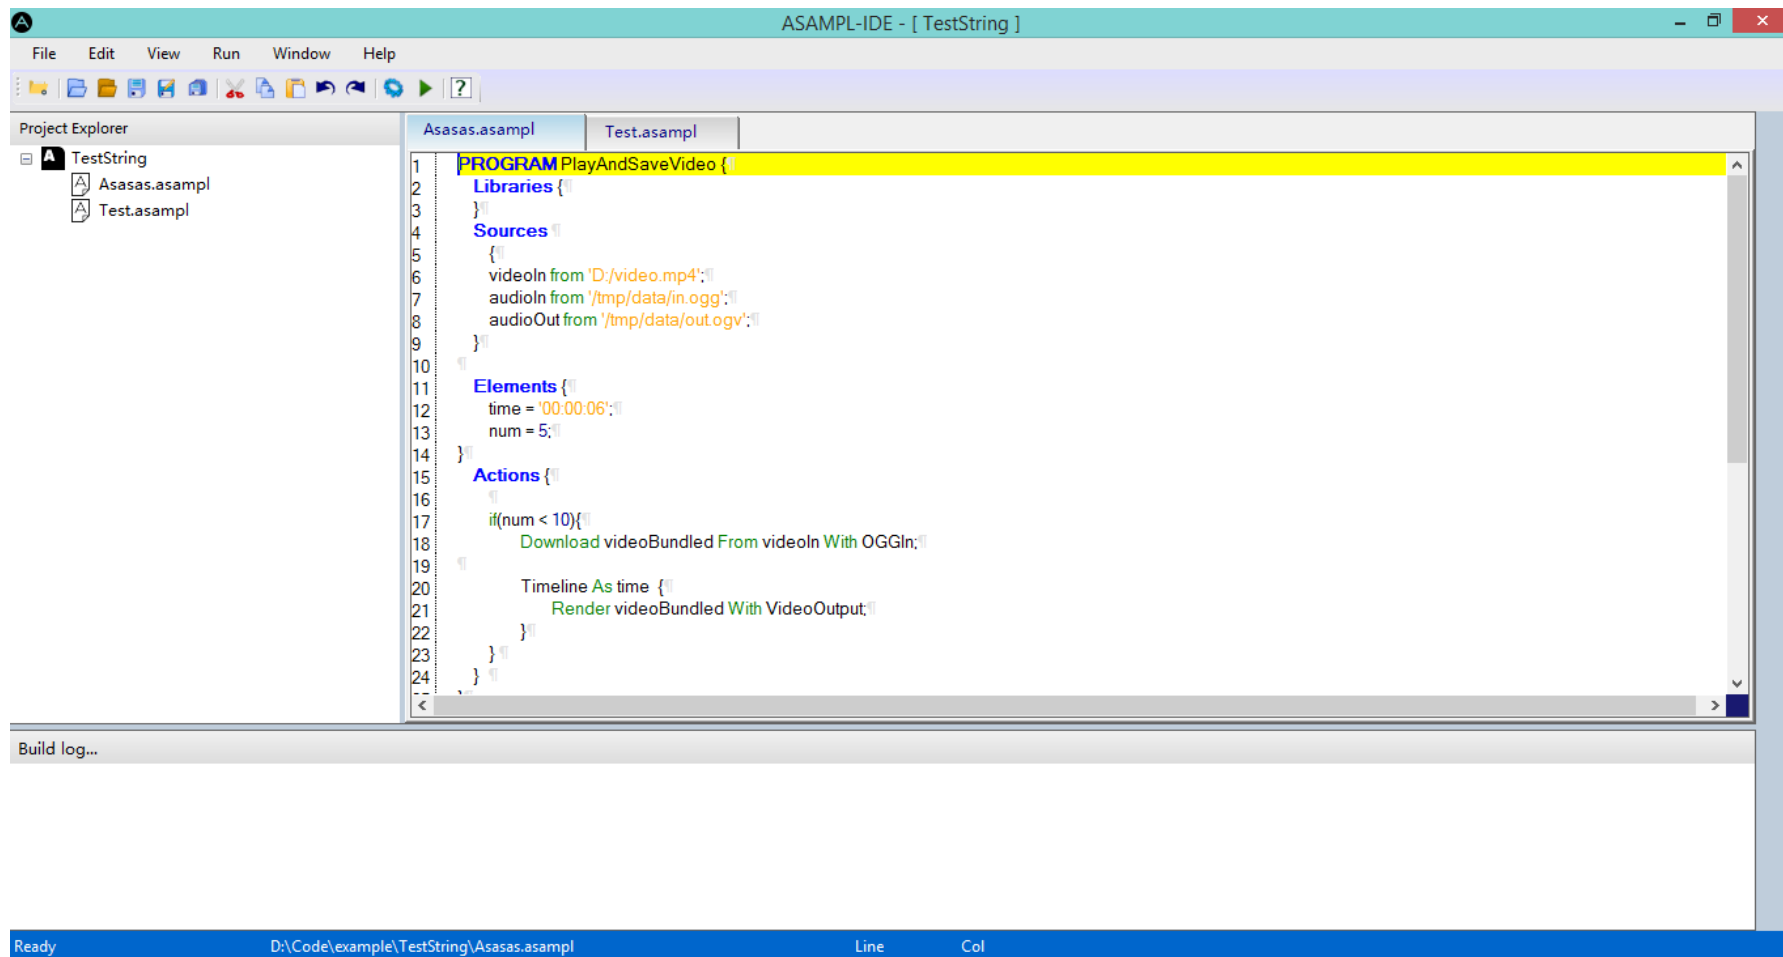 ASAMPL-IDE - [ TestString ]
File Edit View Run Window Help
Project Explorer
TestString
Asasas.asampl
Test.asampl
Asasas.asampl Test.asampl
1 PROGRAM PlayAndSaveVideo {¶
2 Libraries {¶
3 }¶
4 Sources ¶
5 {¶
6 videoIn from 'D:/video.mp4';¶
7 audioIn from '/tmp/data/in.ogg';¶
8 audioOut from '/tmp/data/out.ogv';¶
9 }¶
10 ¶
11 Elements {¶
12 time = '00:00:06';¶
13 num = 5;¶
14 }¶
15 Actions {¶
16 ¶
17 if(num < 10){¶
18 Download videoBundled From videoIn With OGGIn;¶
19 ¶
20 Timeline As time {¶
21 Render videoBundled With VideoOutput;¶
22 }¶
23 } ¶
24 } ¶
Build log...
Ready D:\Code\example\TestString\Asasas.asampl Line Col